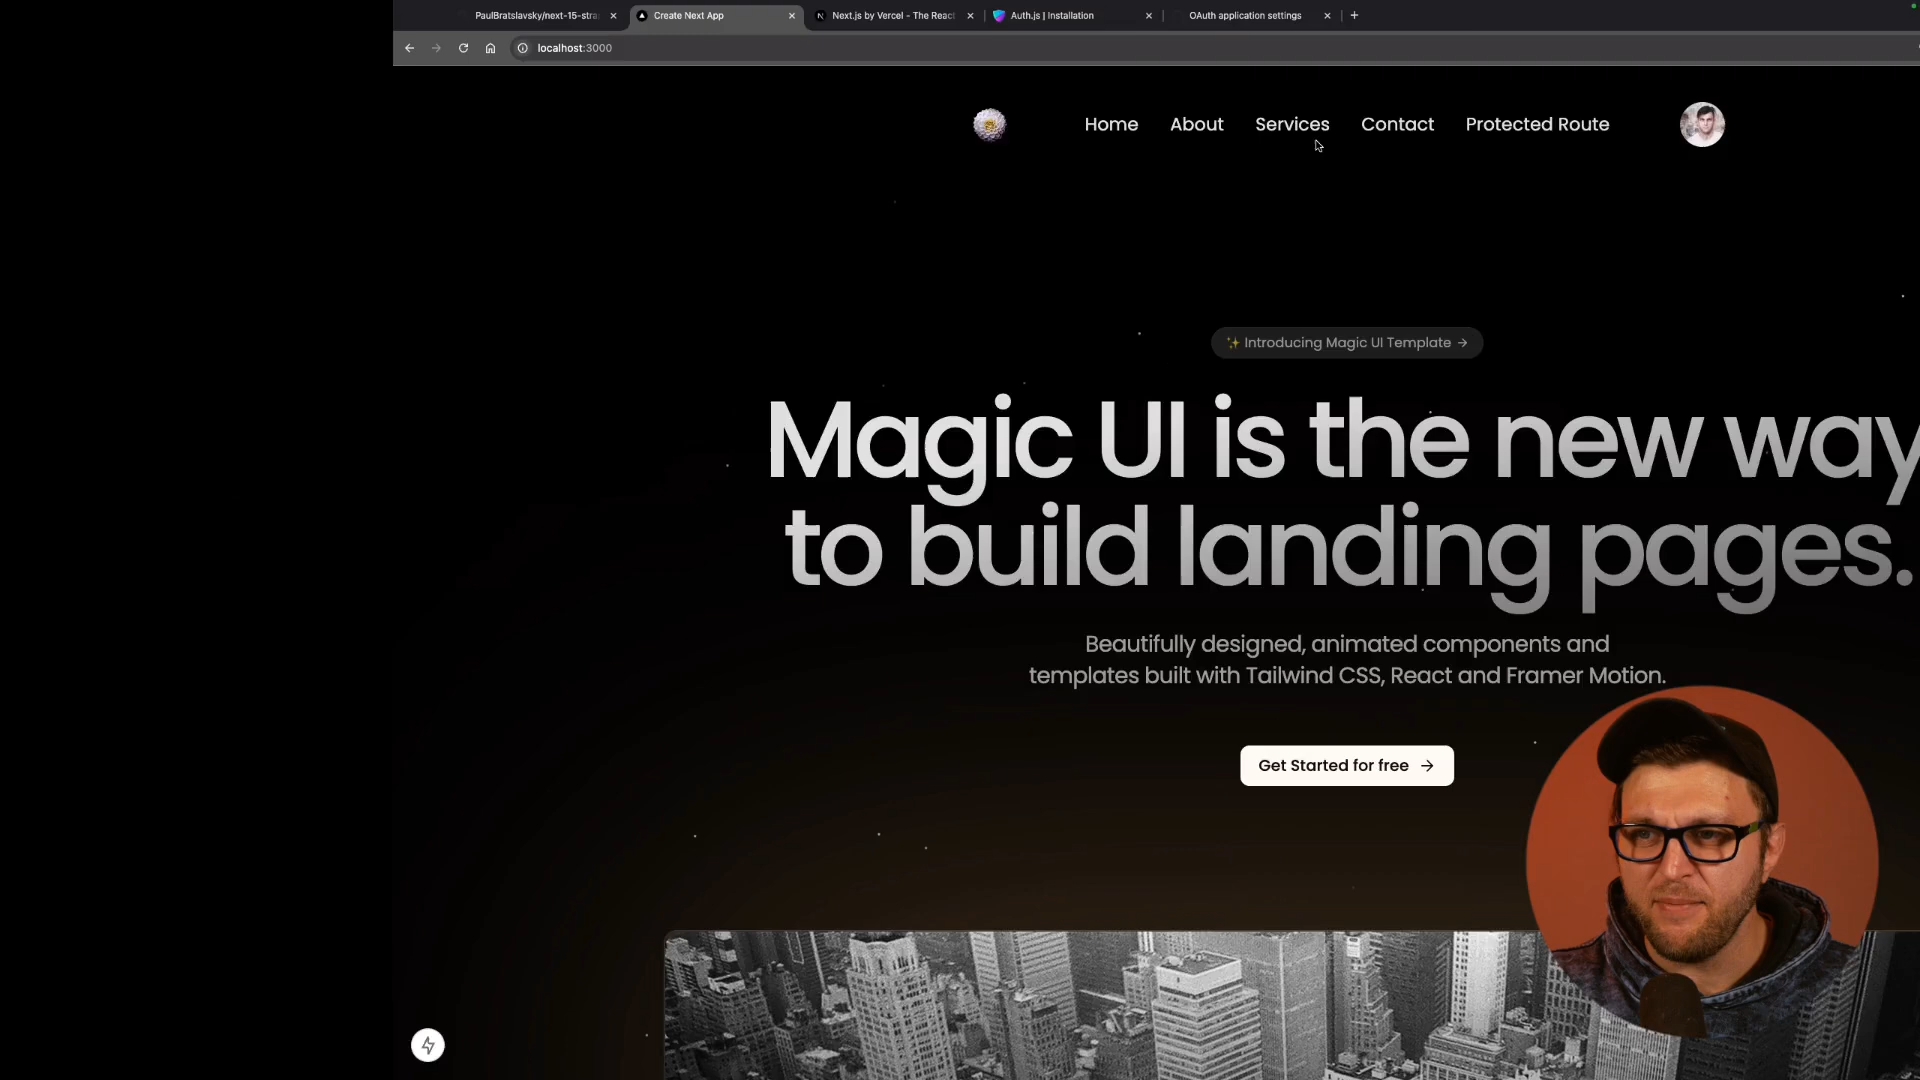 PaulBratslavsky/next-15-stra
Create Next App
Next.js by Vercel - The React
Auth.js | Installation
OAuth application settings
localhost:3000
Home
About
Services
Contact
Protected Route
✨ Introducing Magic UI Template →
Magic UI is the new way
to build landing pages.
Beautifully designed, animated components and
templates built with Tailwind CSS, React and Framer Motion.
Get Started for free →